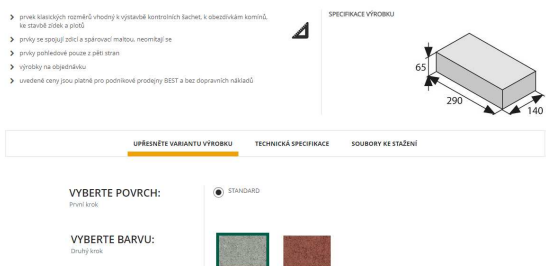 prvek klasických rozměrů vhodný k výstavbě kontrolních šachet, k obezdívkám komínů,
ke stavbě zídek a plotů
prvky se spojují zdicí a spárovací maltou, neomítají se
prvky pohledové pouze z pěti stran
výrobky na objednávku
uvedené ceny jsou platné pro podnikové prodejny BEST a bez dopravních nákladů
SPECIFIKACE VÝROBKU
65
290
140
UPŘESNĚTE VARIANTU VÝROBKU
TECHNICKÁ SPECIFIKACE
SOUBORY KE STAŽENÍ
VYBERTE POVRCH:
První krok
STANDARD
VYBERTE BARVU:
Druhý krok